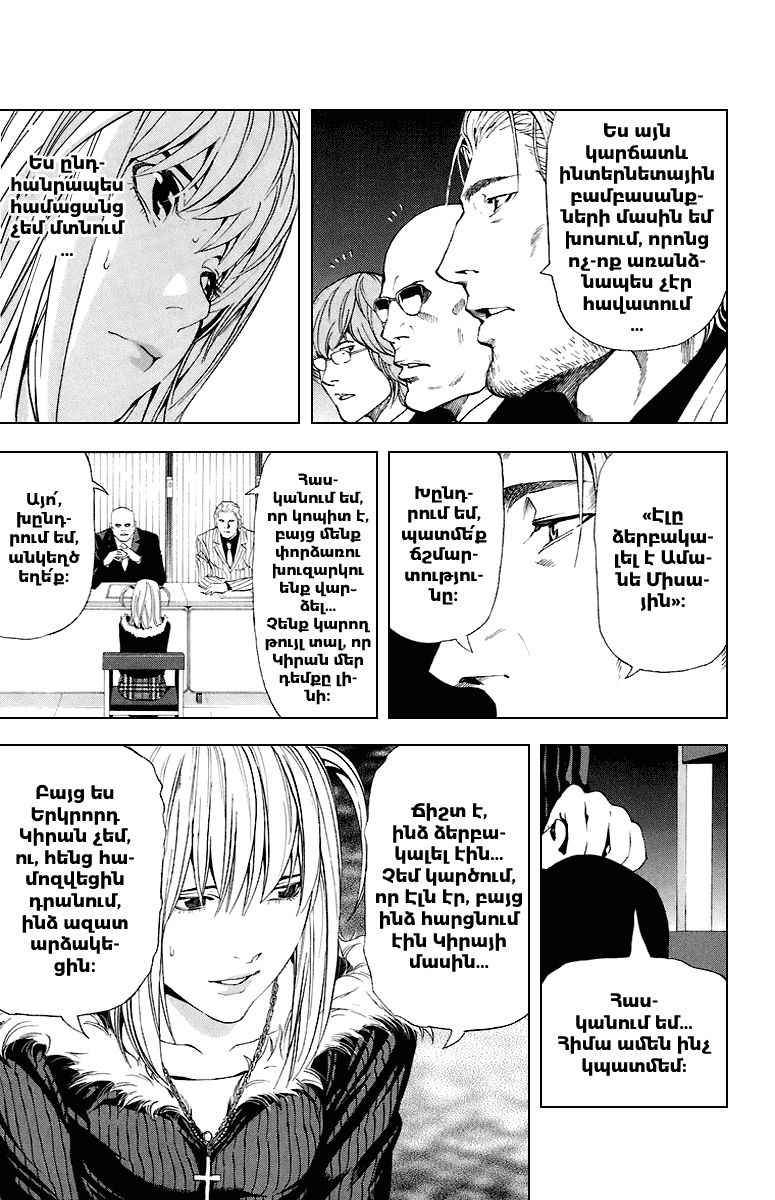 Ես այն
կարճատև
ինտերնետային
բամբասանք-
ների մասին եմ
խոսում, որոնց
ոչ-ոք առանձ-
նապես չէր
հավատում
...
Ես ընդ-
հանրապես
համացանց
չեմ մտնում
...
«Էլը
ձերբակա-
լել է Ամա-
նե Միսա-
յին»:
Խընդ-
րում եմ,
պատմե՛ք
ճշմար-
տությու-
նը:
Հաս-
կանում եմ,
որ կոպիտ է,
բայց մենք
փորձառու
խուզարկու
ենք վար-
ձել...
Չենք կարող
թույլ տալ, որ
Կիրան մեր
դեմքը լի-
նի:
Այո՛,
խընդ-
րում եմ,
անկեղծ
եղե՛ք:
Հաս-
կանում եմ...
Հիմա ամեն ինչ
կպատմեմ:
Ճիշտ է,
ինձ ձերբա-
կալել էին...
Չեմ կարծում,
որ Էլն էր, բայց
ինձ հարցնում
էին Կիրայի
մասին...
Բայց ես
Երկրորդ
Կիրան չեմ,
ու, հենց հա-
մոզվեցին
դրանում,
ինձ ազատ
արձակե-
ցին: